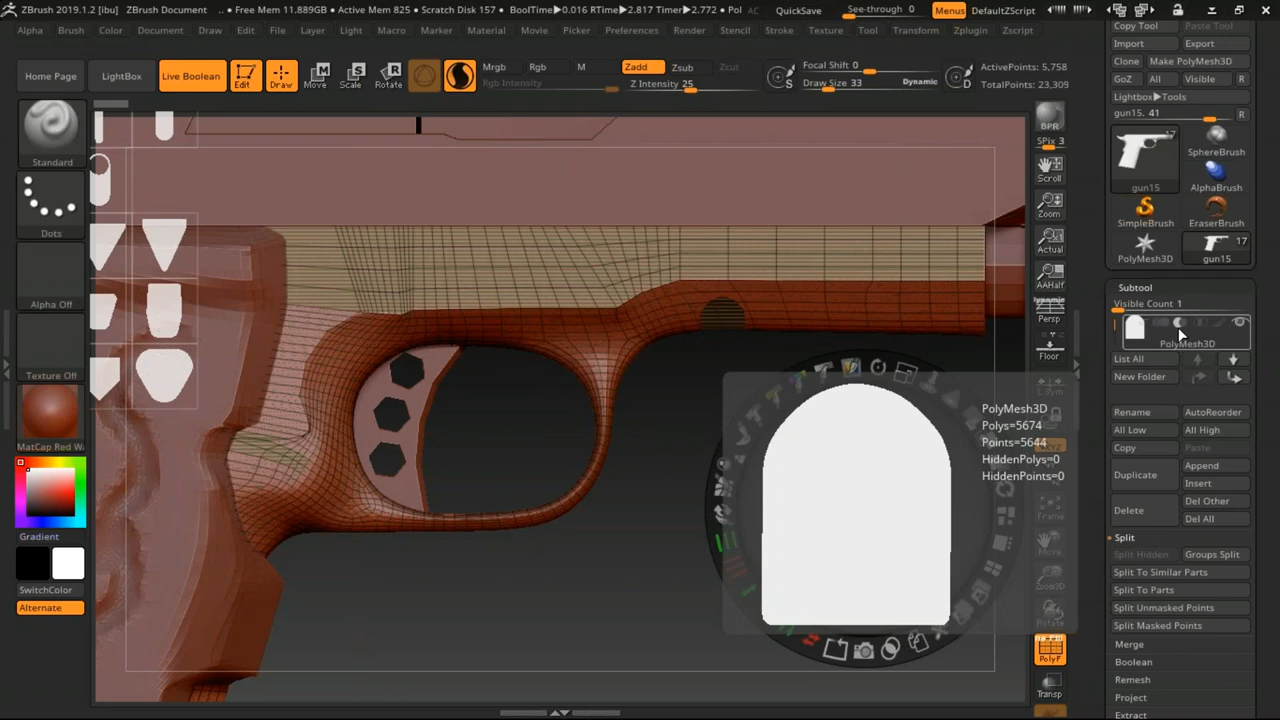 ZBrush 2019.1.2 [ibu] ZBrush Document • Free Mem 11.889GB • Active Mem 825 • Scratch Disk 157 • BoolTime▶0.016 RTime▶2.817 Timer▶2.772 • Pol AC QuickSave See-through 0 Menus DefaultZScript
Alpha Brush Color Document Draw Edit File Layer Light Macro Marker Material Movie Picker Preferences Render Stencil Stroke Texture Tool Transform Zplugin Zscript
Home Page LightBox Live Boolean Edit Draw Move Scale Rotate
Mrgb Rgb M Zadd Zsub Zcut
Rgb Intensity Z Intensity 25
Focal Shift 0
Draw Size 33 Dynamic
S D
ActivePoints: 5,758
TotalPoints: 23,309
Standard
Dots
Alpha Off
Texture Off
MatCap Red W
Gradient
SwitchColor
Alternate
BPR
SPix 3
Scroll
Zoom
Actual
AAHalf
Dynamic
Persp
Floor
L.Sym
Frame
Move
Zoom3D
Rotate
PolyF
Transp
PolyMesh3D
Polys=5674
Points=5644
HiddenPolys=0
HiddenPoints=0
Copy Tool Paste Tool
Import Export
Clone Make PolyMesh3D
GoZ All Visible R
Lightbox▶Tools
gun15. 41 R
17
gun15 SphereBrush
AlphaBrush
SimpleBrush EraserBrush
17
PolyMesh3D gun15
Subtool
Visible Count 1
PolyMesh3D
List All
New Folder
Rename AutoReorder
All Low All High
Copy Paste
Duplicate Append
Insert
Delete Del Other
Del All
Split
Split Hidden Groups Split
Split To Similar Parts
Split To Parts
Split Unmasked Points
Split Masked Points
Merge
Boolean
Remesh
Project
Extract